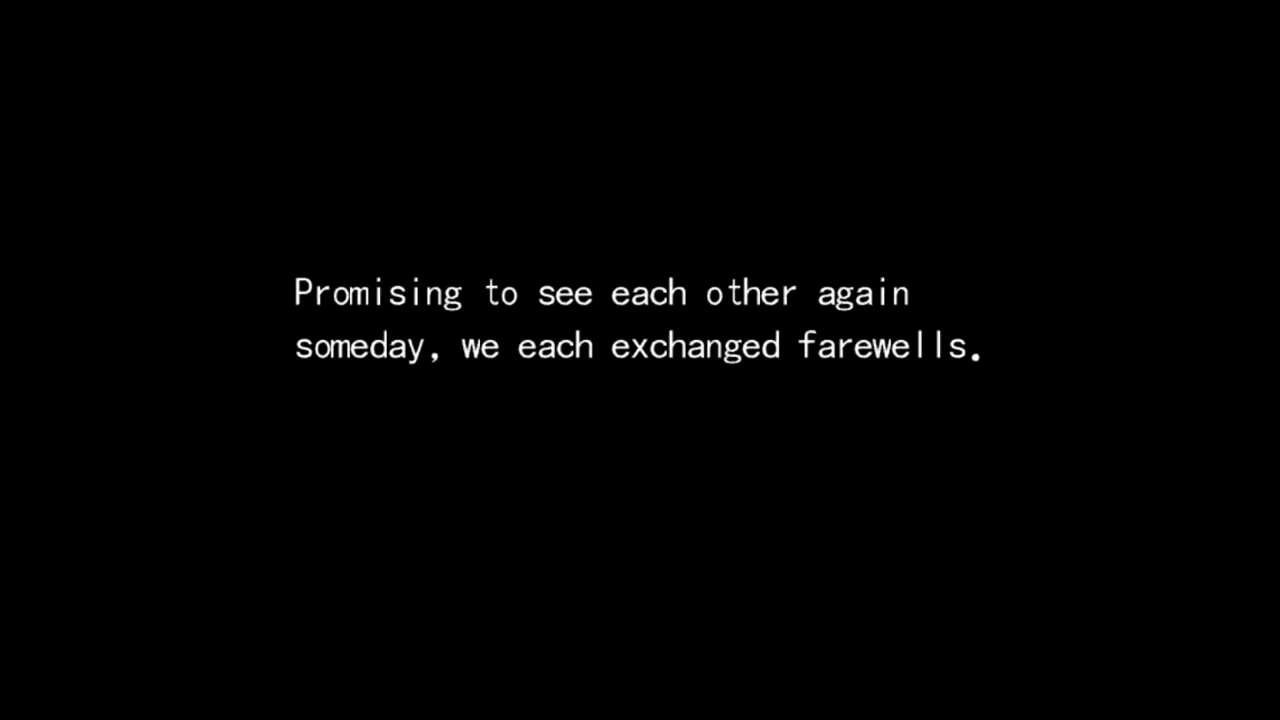 Promising to see each other again
someday, we each exchanged farewells.